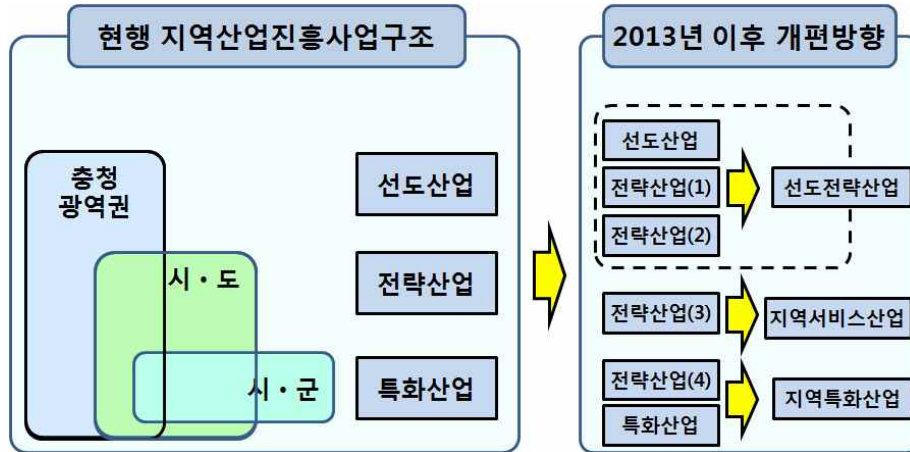 현행 지역산업진흥사업구조
충청
광역권
시・도
시・군
선도산업
전략산업
특화산업
2013년 이후 개편방향
선도산업
전략산업(1)
전략산업(2)
선도전략산업
전략산업(3)
지역서비스산업
전략산업(4)
특화산업
지역특화산업